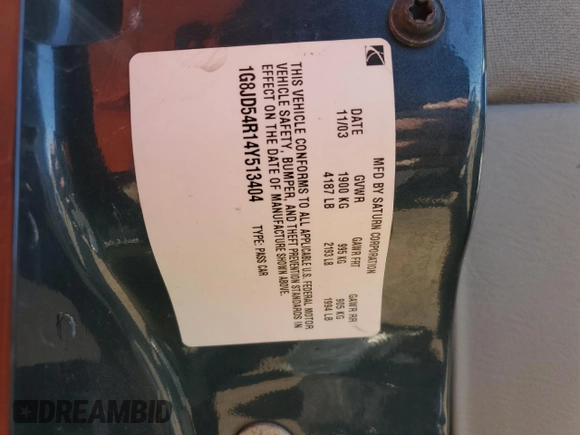 MFD BY SATURN CORPORATION
DATE GVWR GAWR FRT GAWR RR
11/03 1900 KG 995 KG 905 KG
4187 LB 2193 LB 1994 LB
THIS VEHICLE CONFORMS TO ALL APPLICABLE U.S. FEDERAL MOTOR
VEHICLE SAFETY, BUMPER, AND THEFT PREVENTION STANDARDS IN
EFFECT ON THE DATE OF MANUFACTURE SHOWN ABOVE.
1G8JD54R14Y513404 TYPE: PASS CAR
DREAMBID